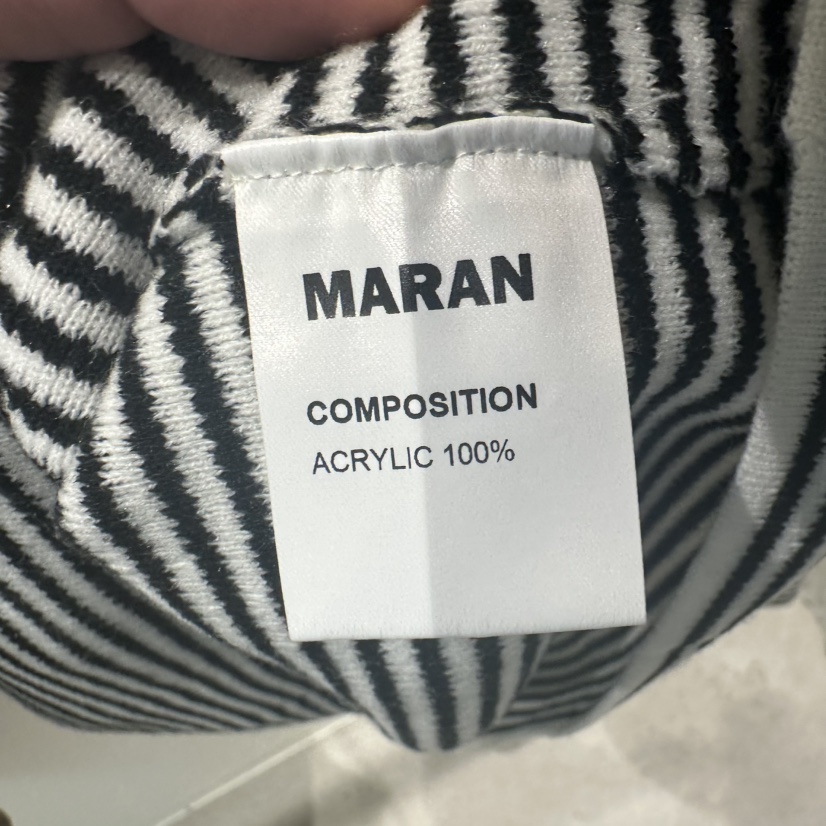 MARAN
COMPOSITION
ACRYLIC 100%